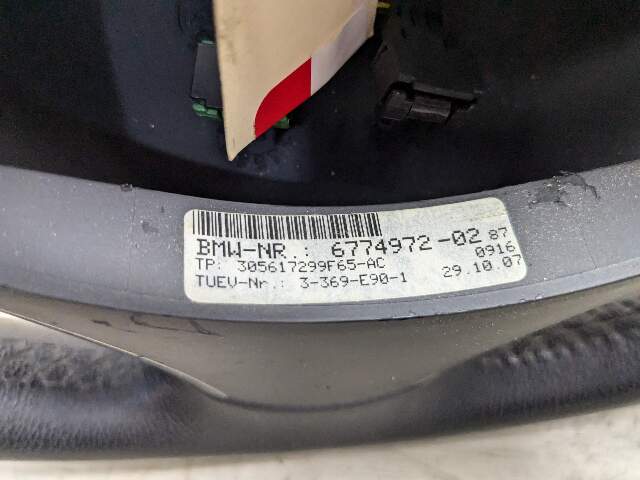 BMW-NR.: 6774972-02 87
TP: 305617299F65-AC 0916
TUEV-Nr.: 3-369-E90-1 29.10.07